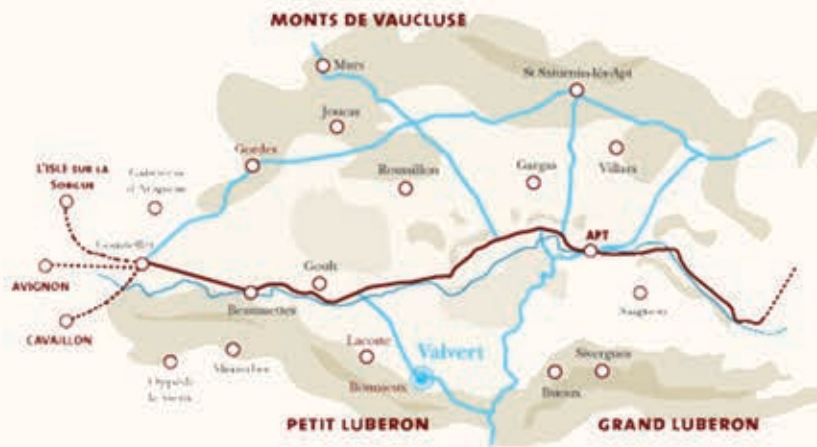 MONTS DE VAUCLUSE
Murs
St Saturnin-lès-Apt
Joucas
Gordes
Villars
L'ISLE SUR LA
SORGUE
Roussillon
Gargas
APT
Goult
AVIGNON
Beaumettes
CAVAILLON
Lacoste
Valvert
Sivergues
Bonnieux
Buoux
PETIT LUBERON
GRAND LUBERON